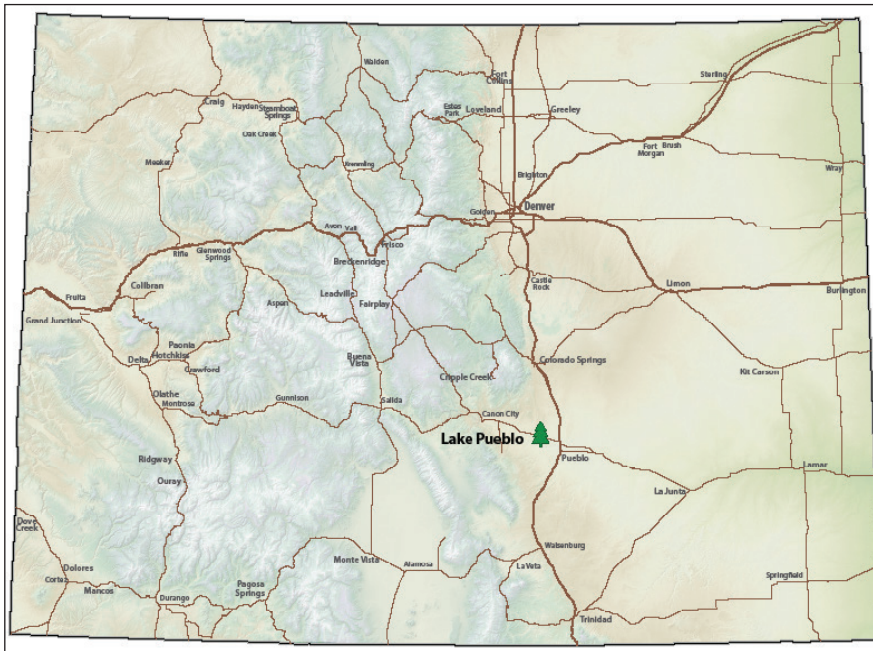 Walden
Fort
Collins
Sterling
Craig
Hayden
Steamboat
Springs
Estes
Park
Loveland
Greeley
Oak Creek
Fort
Morgan
Brush
Meeker
Kremmling
Wray
Brighton
Golden
Denver
Avon
Vail
Rifle
Glenwood
Springs
Frisco
Breckenridge
Castle
Rock
Limon
Burlington
Collbran
Fruita
Leadville
Aspen
Fairplay
Grand Junction
Paonia
Hotchkiss
Delta
Crawford
Buena
Vista
Colorado Springs
Cripple Creek
Kit Carson
Olathe
Montrose
Gunnison
Salida
Canon City
Lake Pueblo
Pueblo
Ridgway
Ouray
Lamar
La Junta
Dove
Creek
Walsenburg
Monte Vista
Alamosa
La Veta
Dolores
Cortez
Mancos
Durango
Pagosa
Springs
Springfield
Trinidad